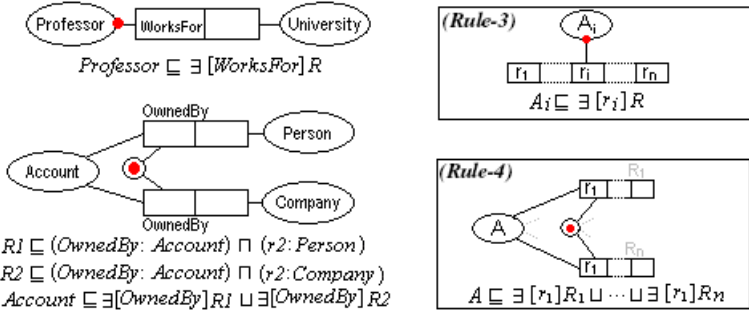 Professor WorksFor University
Professor ⊑ ∃ [WorksFor] R
OwnedBy
Person
Account
Company
OwnedBy
R1 ⊑ (OwnedBy: Account) ⊓ (r2:Person)
R2 ⊑ (OwnedBy: Account) ⊓ (r2:Company)
Account ⊑ ∃[OwnedBy] R1 ⊔ ∃[OwnedBy] R2
(Rule-3) Ai
r1 ri rn
Ai ⊑ ∃ [ri] R
(Rule-4) R1
r1
A
Rn
r1
A ⊑ ∃ [r1] R1 ⊔ ··· ⊔ ∃ [r1] Rn